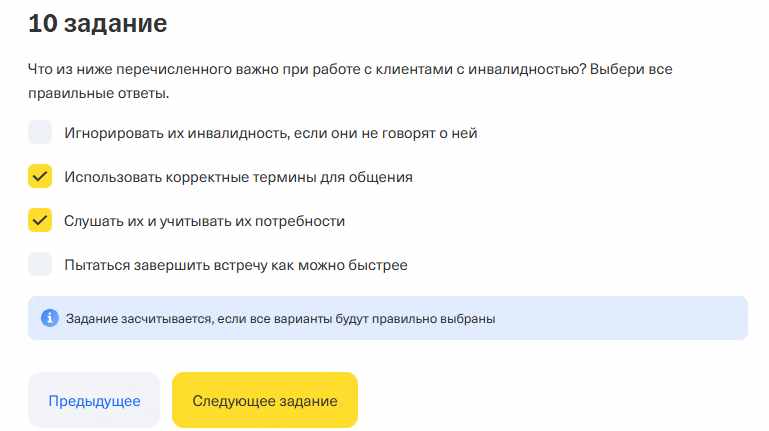 10 задание
Что из ниже перечисленного важно при работе с клиентами с инвалидностью? Выбери все
правильные ответы.
Игнорировать их инвалидность, если они не говорят о ней
Использовать корректные термины для общения
Слушать их и учитывать их потребности
Пытаться завершить встречу как можно быстрее
Задание засчитывается, если все варианты будут правильно выбраны
Предыдущее
Следующее задание